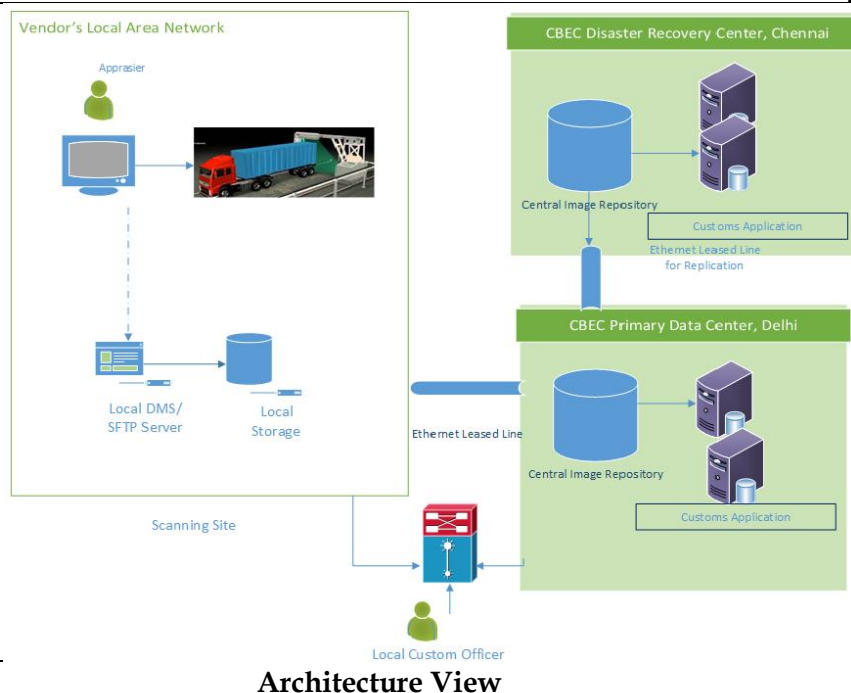 Vendor's Local Area Network
Apprasier
Local DMS/
SFTP Server
Local
Storage
Scanning Site
CBEC Disaster Recovery Center, Chennai
Central Image Repository
Customs Application
Ethernet Leased Line
for Replication
CBEC Primary Data Center, Delhi
Ethernet Leased Line
Central Image Repository
Customs Application
Local Custom Officer
Architecture View